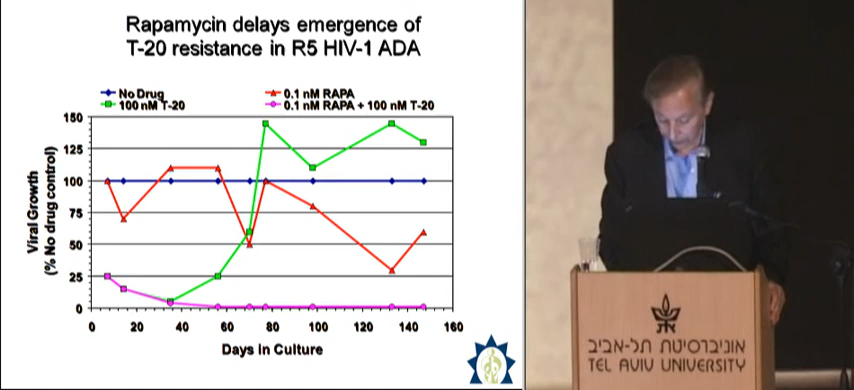 Rapamycin delays emergence of
T-20 resistance in R5 HIV-1 ADA
No Drug
0.1 nM RAPA
100 nM T-20
0.1 nM RAPA + 100 nM T-20
Viral Growth
(% No drug control)
150
125
100
75
50
25
0
0 20 40 60 80 100 120 140 160
Days in Culture
אוניברסיטת תל-אביב
TEL AVIV UNIVERSITY